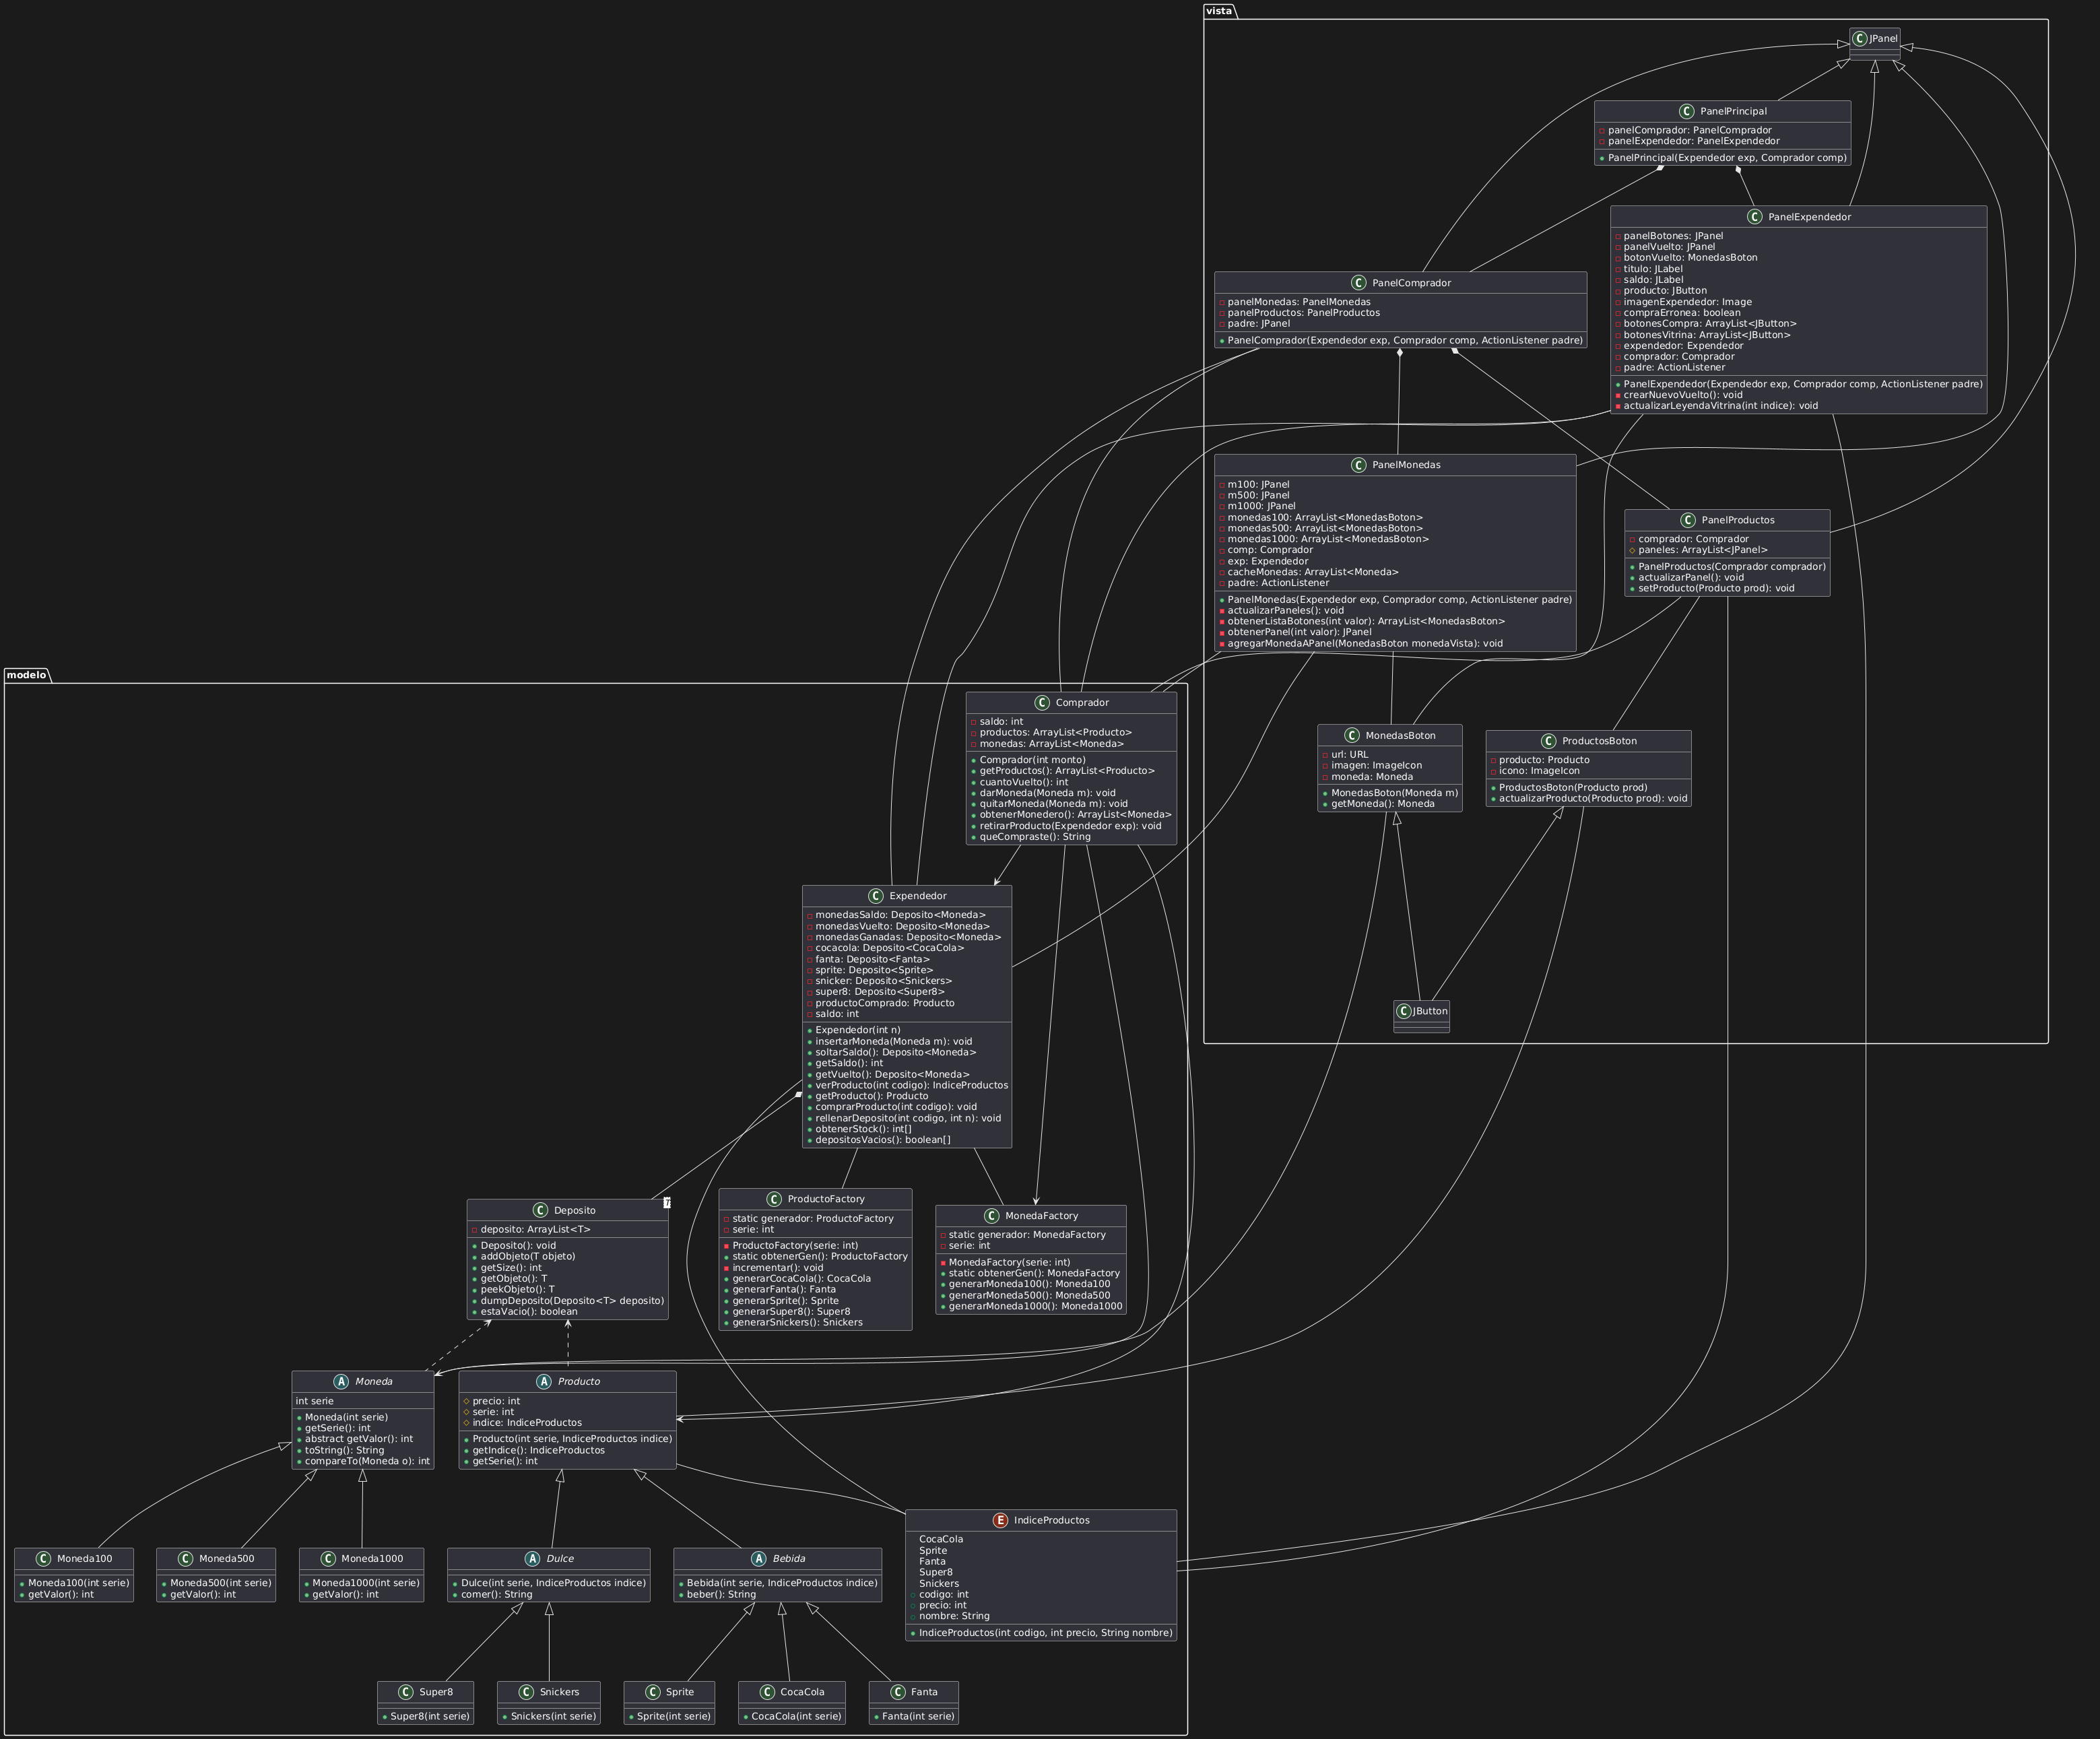 vista
JPanel
PanelPrincipal
panelComprador: PanelComprador
panelExpendedor: PanelExpendedor
PanelPrincipal(Expendedor exp, Comprador comp)
PanelExpendedor
panelBotones: JPanel
panelVuelto: JPanel
botonVuelto: MonedasBoton
titulo: JLabel
saldo: JLabel
producto: JButton
imagenExpendedor: Image
compraErronea: boolean
botonesCompra: ArrayList<JButton>
botonesVitrina: ArrayList<JButton>
expendedor: Expendedor
comprador: Comprador
padre: ActionListener
PanelExpendedor(Expendedor exp, Comprador comp, ActionListener padre)
crearNuevoVuelto(): void
actualizarLeyendaVitrina(int indice): void
PanelComprador
panelMonedas: PanelMonedas
panelProductos: PanelProductos
padre: JPanel
PanelComprador(Expendedor exp, Comprador comp, ActionListener padre)
PanelMonedas
m100: JPanel
m500: JPanel
m1000: JPanel
monedas100: ArrayList<MonedasBoton>
monedas500: ArrayList<MonedasBoton>
monedas1000: ArrayList<MonedasBoton>
comp: Comprador
exp: Expendedor
cacheMonedas: ArrayList<Moneda>
padre: ActionListener
PanelMonedas(Expendedor exp, Comprador comp, ActionListener padre)
actualizarPaneles(): void
obtenerListaBotones(int valor): ArrayList<MonedasBoton>
obtenerPanel(int valor): JPanel
agregarMonedaAPanel(MonedasBoton monedaVista): void
PanelProductos
comprador: Comprador
paneles: ArrayList<JPanel>
PanelProductos(Comprador comprador)
actualizarPanel(): void
setProducto(Producto prod): void
MonedasBoton
url: URL
imagen: ImageIcon
moneda: Moneda
MonedasBoton(Moneda m)
getMoneda(): Moneda
ProductosBoton
producto: Producto
icono: ImageIcon
ProductosBoton(Producto prod)
actualizarProducto(Producto prod): void
JButton
modelo
Comprador
saldo: int
productos: ArrayList<Producto>
monedas: ArrayList<Moneda>
Comprador(int monto)
getProductos(): ArrayList<Producto>
cuantoVuelto(): int
darMoneda(Moneda m): void
quitarMoneda(Moneda m): void
obtenerMonedero(): ArrayList<Moneda>
retirarProducto(Expendedor exp): void
queCompraste(): String
Expendedor
monedasSaldo: Deposito<Moneda>
monedasVuelto: Deposito<Moneda>
monedasGanadas: Deposito<Moneda>
cocacola: Deposito<CocaCola>
fanta: Deposito<Fanta>
sprite: Deposito<Sprite>
snicker: Deposito<Snickers>
super8: Deposito<Super8>
productoComprado: Producto
saldo: int
Expendedor(int n)
insertarMoneda(Moneda m): void
soltarSaldo(): Deposito<Moneda>
getSaldo(): int
getVuelto(): Deposito<Moneda>
verProducto(int codigo): IndiceProductos
getProducto(): Producto
comprarProducto(int codigo): void
rellenarDeposito(int codigo, int n): void
obtenerStock(): int[]
depositosVacios(): boolean[]
Deposito
deposito: ArrayList<T>
Deposito(): void
addObjeto(T objeto)
getSize(): int
getObjeto(): T
peekObjeto(): T
dumpDeposito(Deposito<T> deposito)
estaVacio(): boolean
ProductoFactory
static generador: ProductoFactory
serie: int
ProductoFactory(serie: int)
static obtenerGen(): ProductoFactory
incrementar(): void
generarCocaCola(): CocaCola
generarFanta(): Fanta
generarSprite(): Sprite
generarSuper8(): Super8
generarSnickers(): Snickers
MonedaFactory
static generador: MonedaFactory
serie: int
MonedaFactory(serie: int)
static obtenerGen(): MonedaFactory
generarMoneda100(): Moneda100
generarMoneda500(): Moneda500
generarMoneda1000(): Moneda1000
Moneda
int serie
Moneda(int serie)
getSerie(): int
abstract getValor(): int
toString(): String
compareTo(Moneda o): int
Producto
precio: int
serie: int
indice: IndiceProductos
Producto(int serie, IndiceProductos indice)
getIndice(): IndiceProductos
getSerie(): int
IndiceProductos
CocaCola
Sprite
Fanta
Super8
Snickers
codigo: int
precio: int
nombre: String
IndiceProductos(int codigo, int precio, String nombre)
Moneda100
Moneda100(int serie)
getValor(): int
Moneda500
Moneda500(int serie)
getValor(): int
Moneda1000
Moneda1000(int serie)
getValor(): int
Dulce
Dulce(int serie, IndiceProductos indice)
comer(): String
Bebida
Bebida(int serie, IndiceProductos indice)
beber(): String
Super8
Super8(int serie)
Snickers
Snickers(int serie)
Sprite
Sprite(int serie)
CocaCola
CocaCola(int serie)
Fanta
Fanta(int serie)